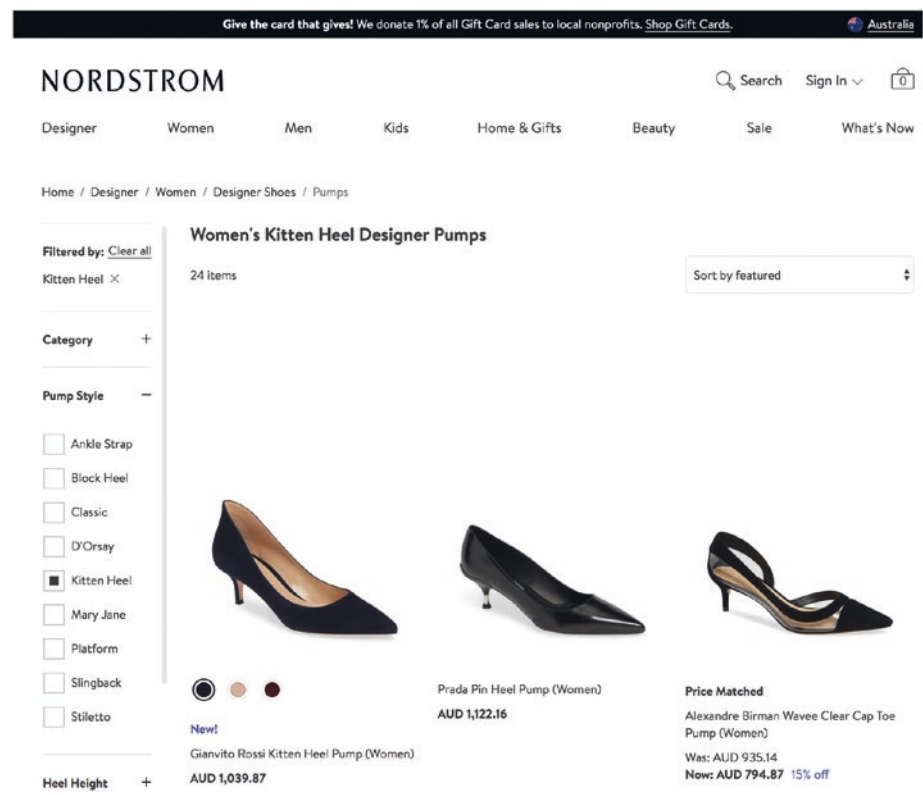 Give the card that gives! We donate 1% of all Gift Card sales to local nonprofits. Shop Gift Cards.
Australia
NORDSTROM
Search
Sign In
0
Designer
Women
Men
Kids
Home & Gifts
Beauty
Sale
What's Now
Home / Designer / Women / Designer Shoes / Pumps
Filtered by: Clear all
Kitten Heel ×
Category +
Pump Style −
Ankle Strap
Block Heel
Classic
D'Orsay
Kitten Heel
Mary Jane
Platform
Slingback
Stiletto
Heel Height +
Women's Kitten Heel Designer Pumps
24 items
Sort by featured
New!
Gianvito Rossi Kitten Heel Pump (Women)
AUD 1,039.87
Prada Pin Heel Pump (Women)
AUD 1,122.16
Price Matched
Alexandre Birman Wavee Clear Cap Toe
Pump (Women)
Was: AUD 935.14
Now: AUD 794.87 15% off